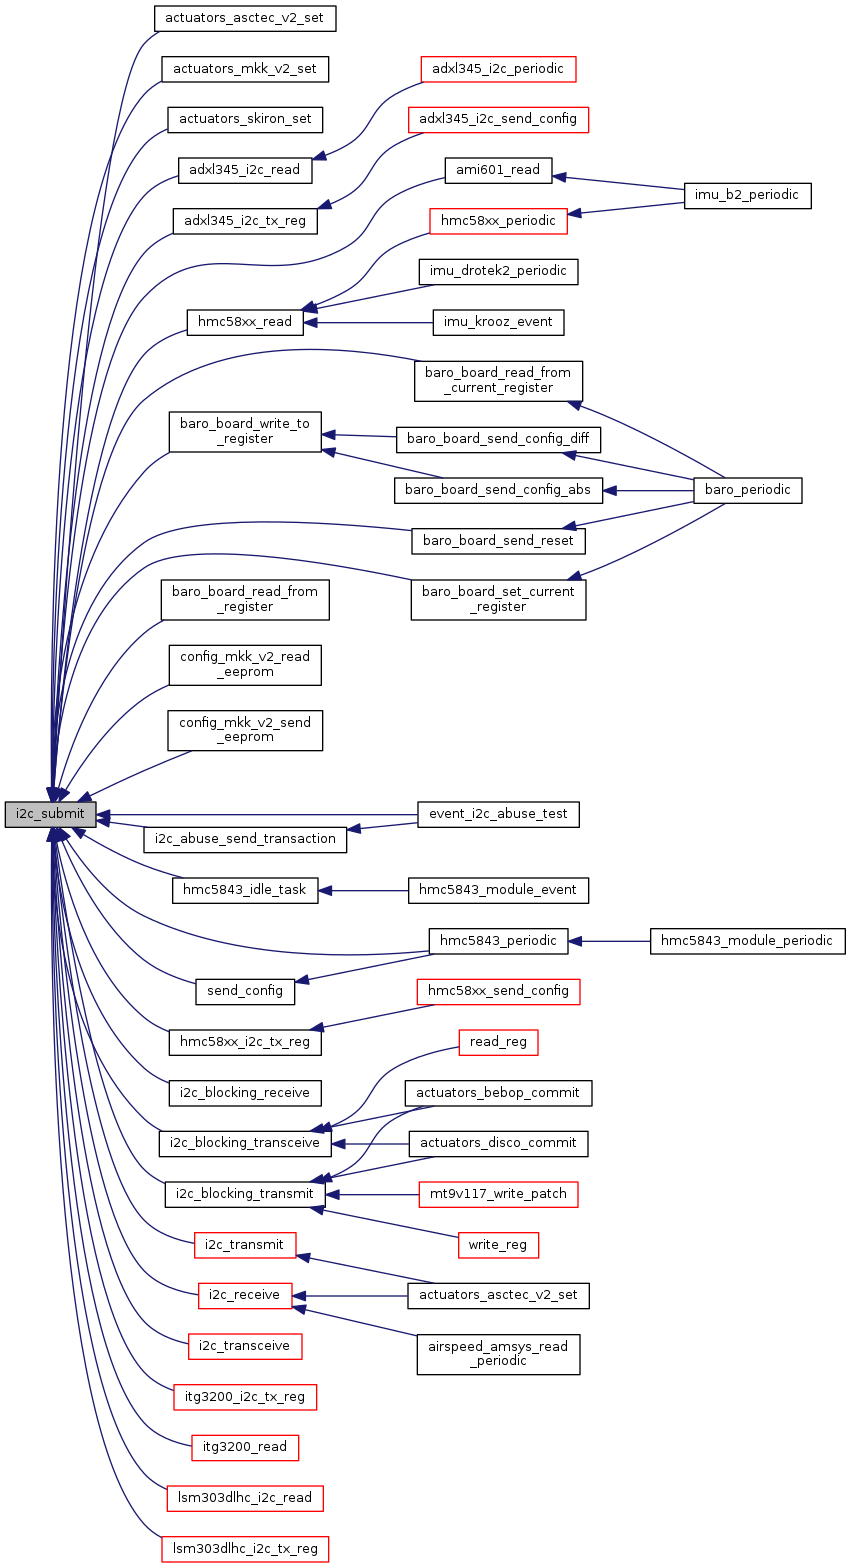 actuators_asctec_v2_set
actuators_mkk_v2_set
adxl345_i2c_periodic
actuators_skiron_set
adxl345_i2c_send_config
adxl345_i2c_read
ami601_read
imu_b2_periodic
adxl345_i2c_tx_reg
hmc58xx_periodic
imu_drotek2_periodic
hmc58xx_read
imu_krooz_event
baro_board_read_from
_current_register
baro_board_write_to
_register
baro_board_send_config_diff
baro_board_send_config_abs
baro_periodic
baro_board_send_reset
baro_board_read_from
_register
baro_board_set_current
_register
config_mkk_v2_read
_eeprom
config_mkk_v2_send
_eeprom
i2c_submit
event_i2c_abuse_test
i2c_abuse_send_transaction
hmc5843_idle_task
hmc5843_module_event
hmc5843_periodic
hmc5843_module_periodic
send_config
hmc58xx_send_config
hmc58xx_i2c_tx_reg
read_reg
i2c_blocking_receive
actuators_bebop_commit
i2c_blocking_transceive
actuators_disco_commit
i2c_blocking_transmit
mt9v117_write_patch
i2c_transmit
write_reg
i2c_receive
actuators_asctec_v2_set
i2c_transceive
airspeed_amsys_read
_periodic
itg3200_i2c_tx_reg
itg3200_read
lsm303dlhc_i2c_read
lsm303dlhc_i2c_tx_reg